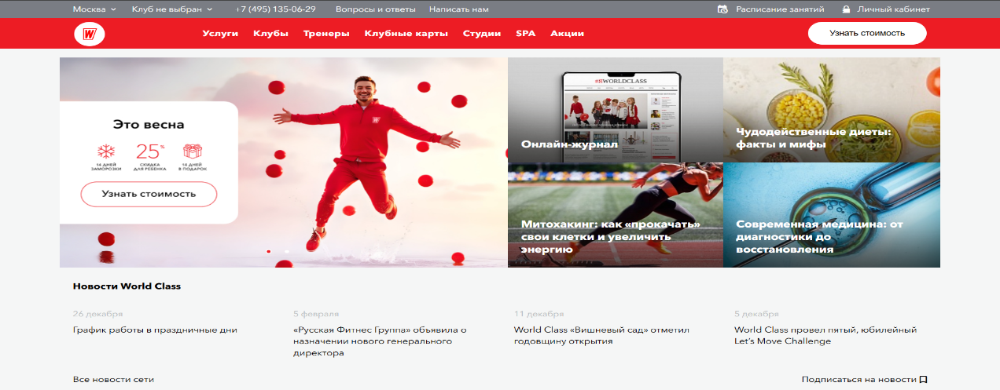 Москва
Клуб не выбран
+7 (495) 135-06-29
Вопросы и ответы
Написать нам
Расписание занятий
Личный кабинет
W
Услуги
Клубы
Тренеры
Клубные карты
Студии
SPA
Акции
Узнать стоимость
Это весна
25%
14 ДНЕЙ
ЗАМОРОЗКИ
СКИДКА
ДЛЯ РЕБЕНКА
14 ДНЕЙ
В ПОДАРОК
Узнать стоимость
W
#ЯWORLDCLASS
Онлайн-журнал
Чудодейственные диеты:
факты и мифы
Митохакинг: как «прокачать»
свои клетки и увеличить
энергию
Современная медицина: от
диагностики до
восстановления
Новости World Class
26 декабря
График работы в праздничные дни
5 февраля
«Русская Фитнес Группа» объявила о
назначении нового генерального
директора
11 декабря
World Class «Вишневый сад» отметил
годовщину открытия
5 декабря
World Class провел пятый, юбилейный
Let’s Move Challenge
Все новости сети
Подписаться на новости